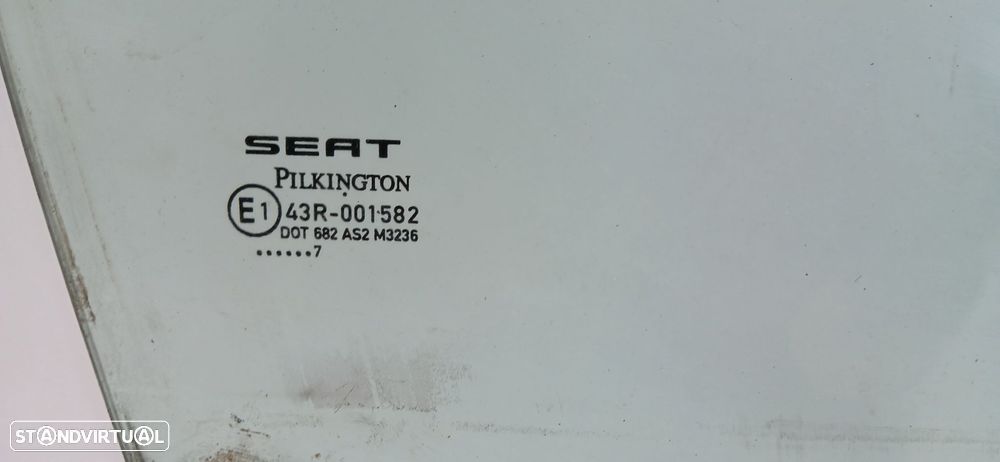 SEAT
PILKINGTON
E1 43R-001582
DOT 682 AS2 M3236
......7
STANDVIRTUAL